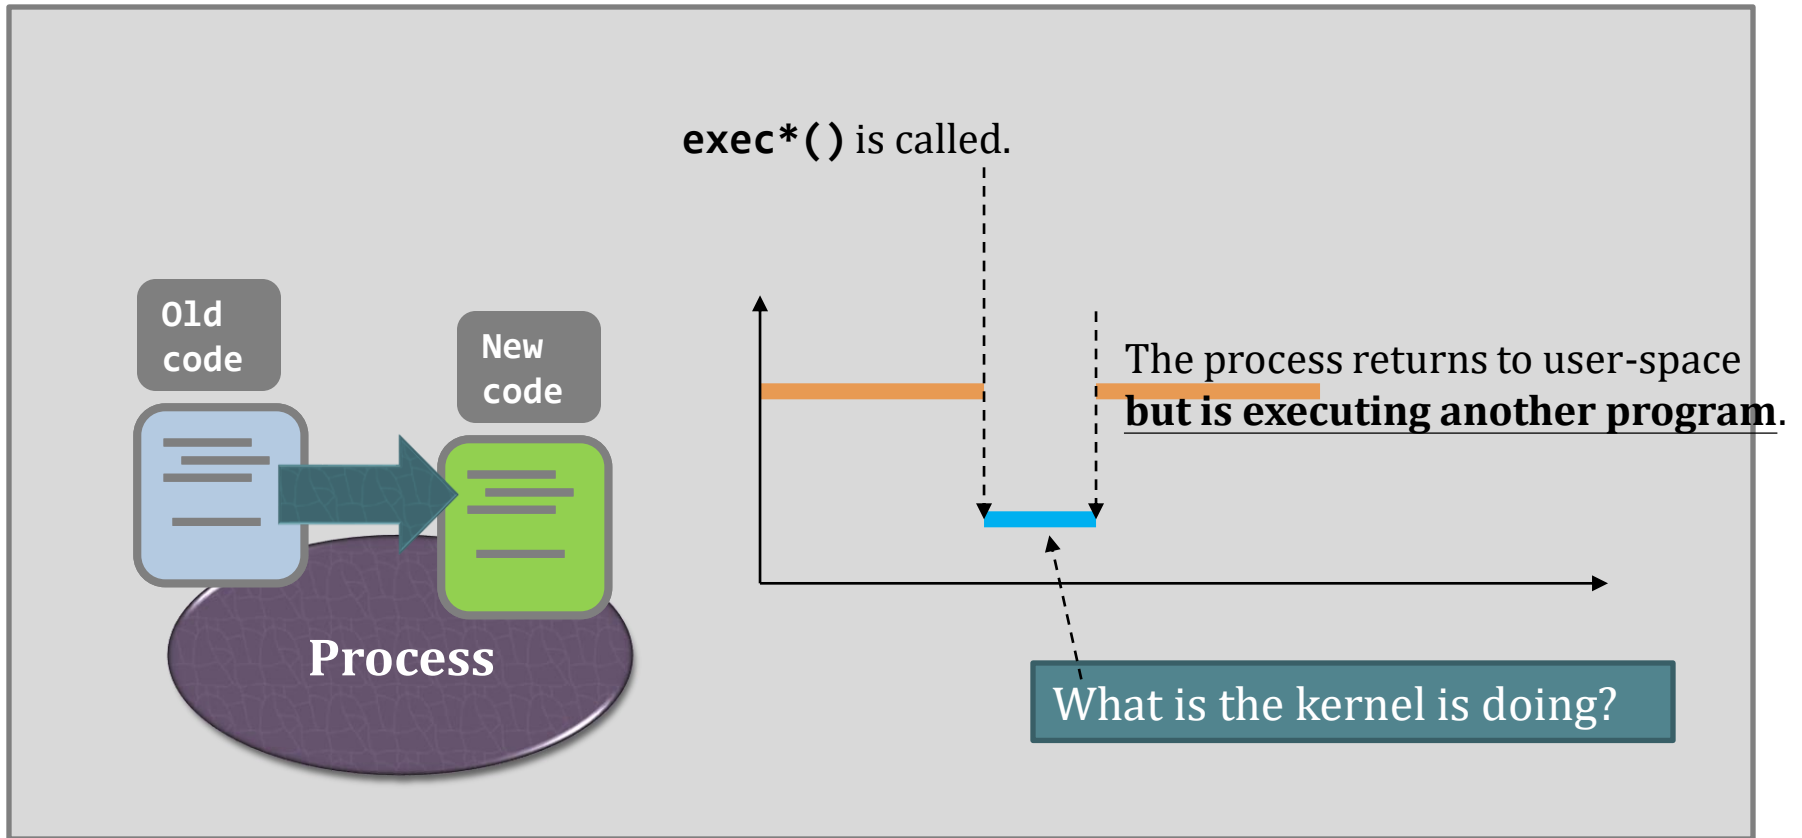 exec*() is called.
Old
code
New
code
The process returns to user-space
but is executing another program.
Process
What is the kernel is doing?